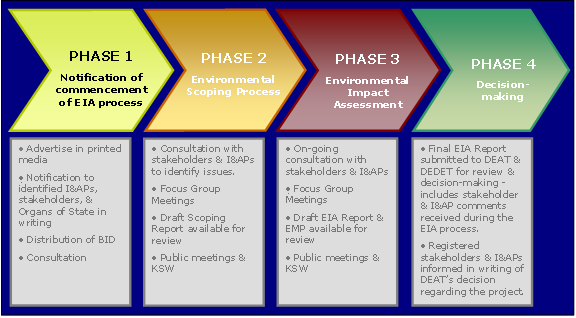 PHASE 1
Notification of
commencement
of EIA process
PHASE 2
Environmental
Scoping Process
PHASE 3
Environmental
Impact
Assessment
PHASE 4
Decision-
making
• Advertise in printed
media
• Notification to
identified I&APs,
stakeholders, &
Organs of State in
writing
• Distribution of BID
• Consultation
• Consultation with
stakeholders & I&APs
to identify issues.
• Focus Group
Meetings
• Draft Scoping
Report available for
review
• Public meetings &
KSW
• On-going
consultation with
stakeholders & I&APs
• Focus Group
Meetings
• Draft EIA Report &
EMP available for
review
• Public meetings &
KSW
• Final EIA Report
submitted to DEAT &
DEDET for review &
decision-making -
includes stakeholder
& I&AP comments
received during the
EIA process.
• Registered
stakeholders & I&APs
informed in writing of
DEAT's decision
regarding the project.